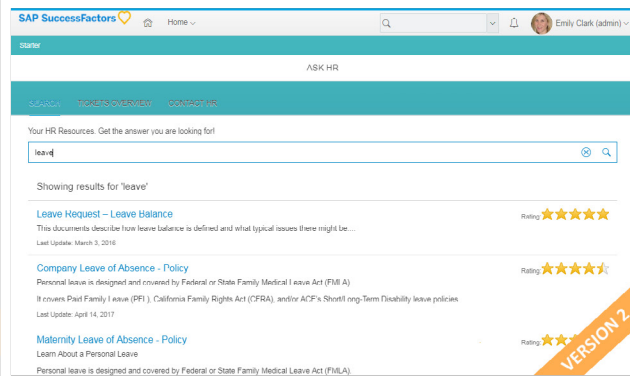 SAP SuccessFactors
Home
Emily Clark (admin)
Starter
ASK HR
SEARCH TICKETS OVERVIEW CONTACT HR
Your HR Resources. Get the answer you are looking for!
leave
Showing results for 'leave'
Leave Request – Leave Balance
Rating:
This documents describe how leave balance is defined and what typical issues there might be...
Last Update: March 3, 2016
Company Leave of Absence - Policy
Rating:
Personal leave is designed and covered by Federal or State Family Medical Leave Act (FMLA)
It covers Paid Family Leave (PFL), California Family Rights Act (CFRA), and/or ACE's Short/Long-Term Disability leave policies
Last Update: April 14, 2017
Maternity Leave of Absence - Policy
Rating:
Learn About a Personal Leave
Personal leave is designed and covered by Federal or State Family Medical Leave Act (FMLA)
VERSION 2